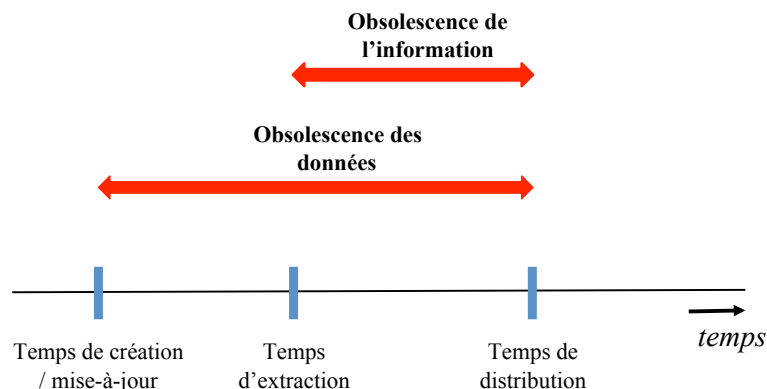 Obsolescence de
l’information
Obsolescence des
données
temps
Temps de création
/ mise-à-jour
Temps
d’extraction
Temps de
distribution